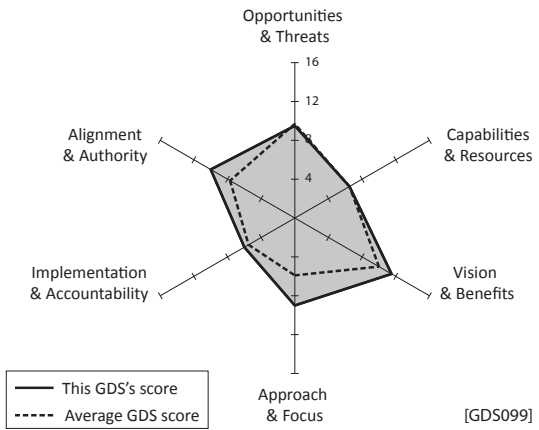 Opportunities
& Threats
16
12
8
4
Alignment
& Authority
Capabilities
& Resources
Implementation
& Accountability
Vision
& Benefits
Approach
& Focus
This GDS's score
Average GDS score
[GDS099]